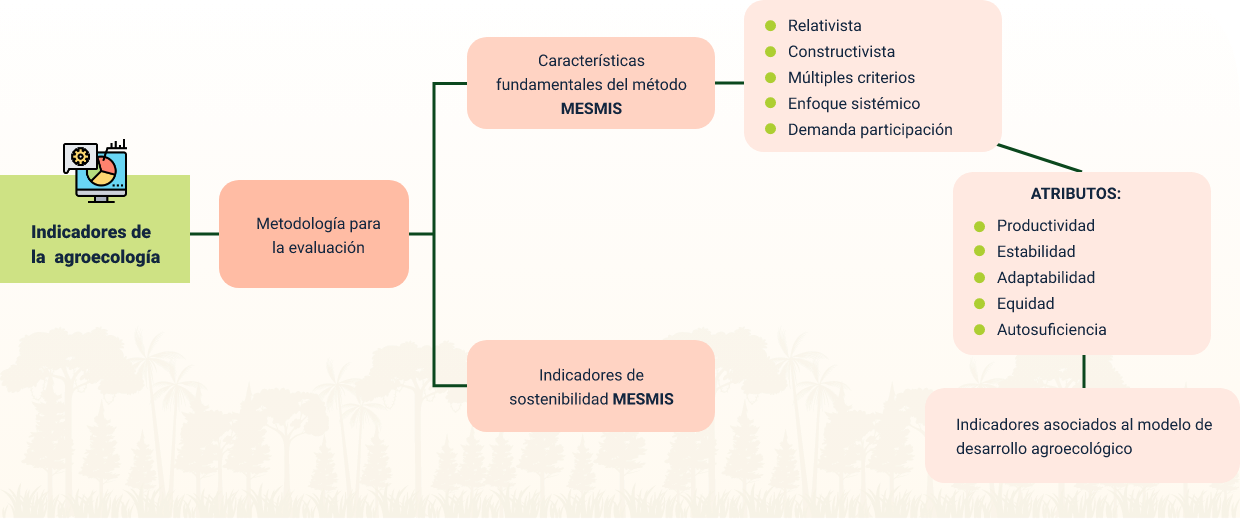 Indicadores de
la agroecología
Metodología para
la evaluación
Características
fundamentales del método
MESMIS
Relativista
Constructivista
Múltiples criterios
Enfoque sistémico
Demanda participación
ATRIBUTOS:
Productividad
Estabilidad
Adaptabilidad
Equidad
Autosuficiencia
Indicadores asociados al modelo de
desarrollo agroecológico
Indicadores de
sostenibilidad MESMIS